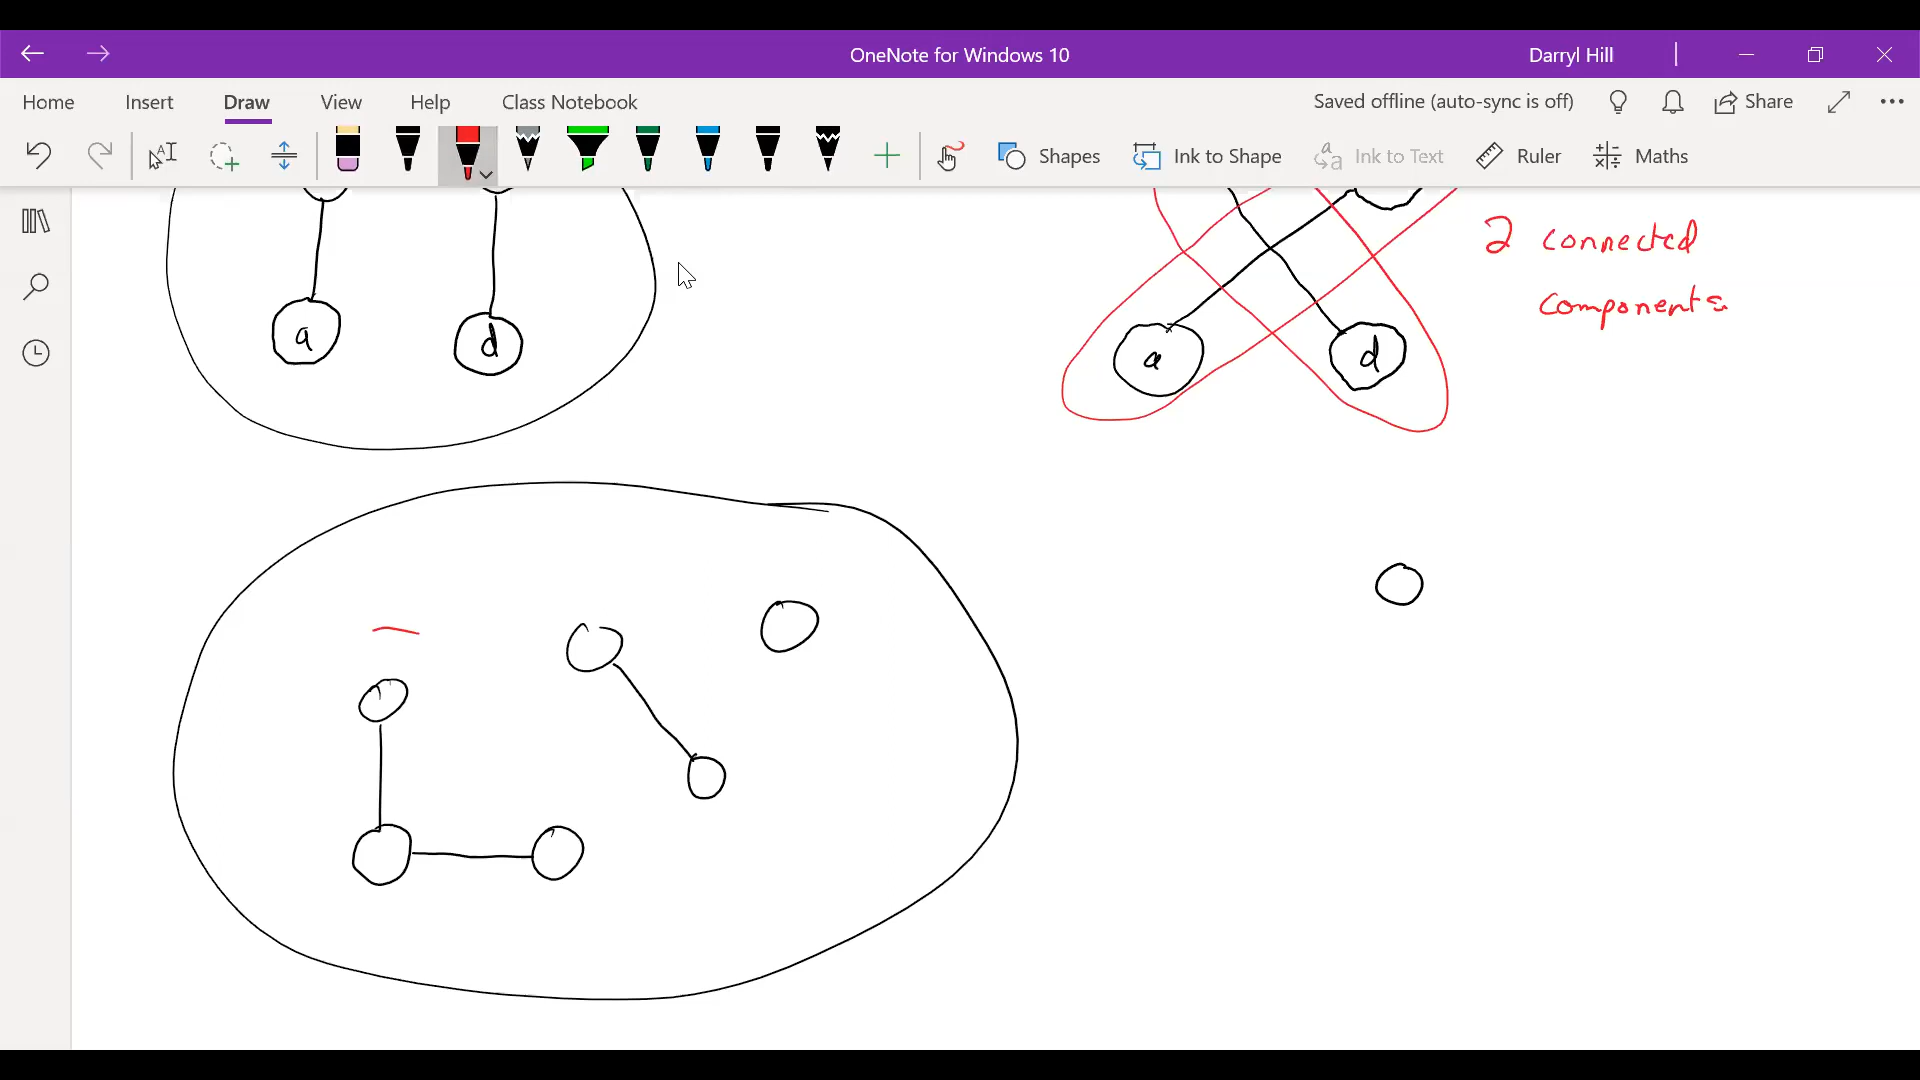 OneNote for Windows 10
Darryl Hill
Home Insert Draw View Help Class Notebook
Saved offline (auto-sync is off)
Share
Shapes
Ink to Shape
Ink to Text
Ruler
Maths
2 connected
components
a
d
a
d